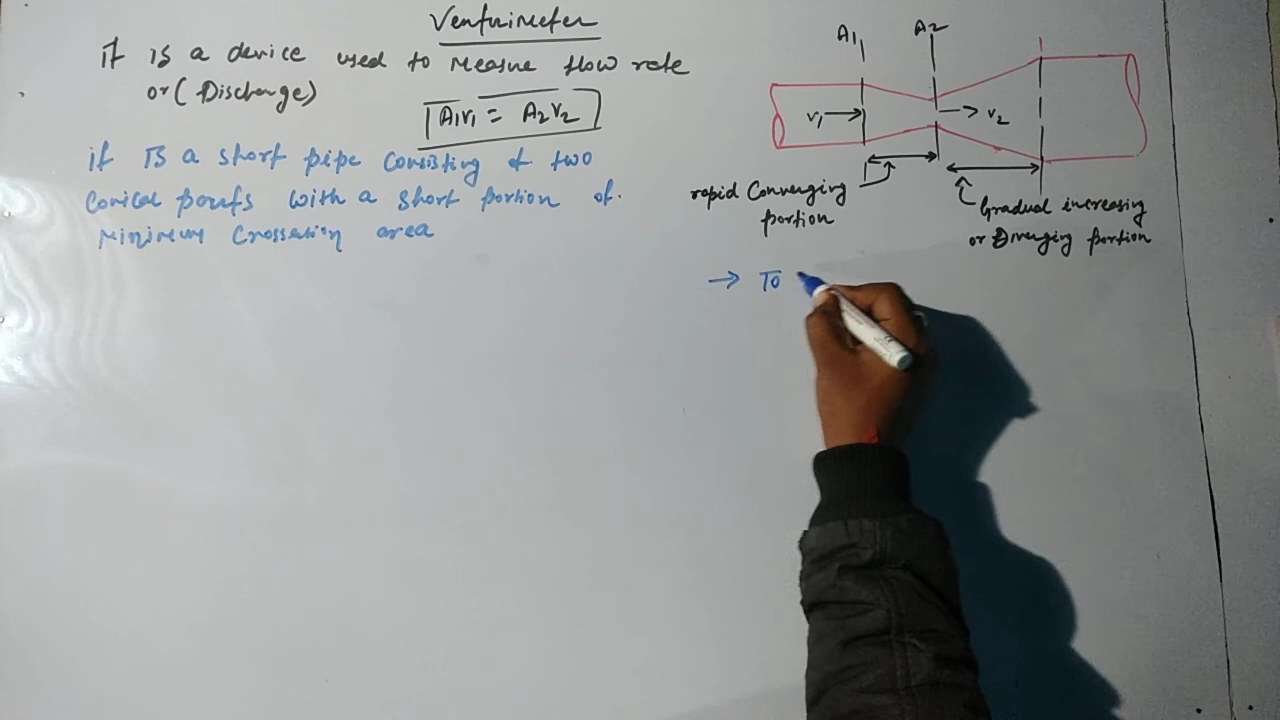 Venturimeter
it is a device used to Measure flow rate
or (Discharge)
A1v1 = A2v2
it is a short pipe consisting of two
Conical parts with a short portion of.
Minimum Crossection area
A1
A2
v1
v2
rapid Converging
portion
Gradual increasing
or Diverging portion
→ To